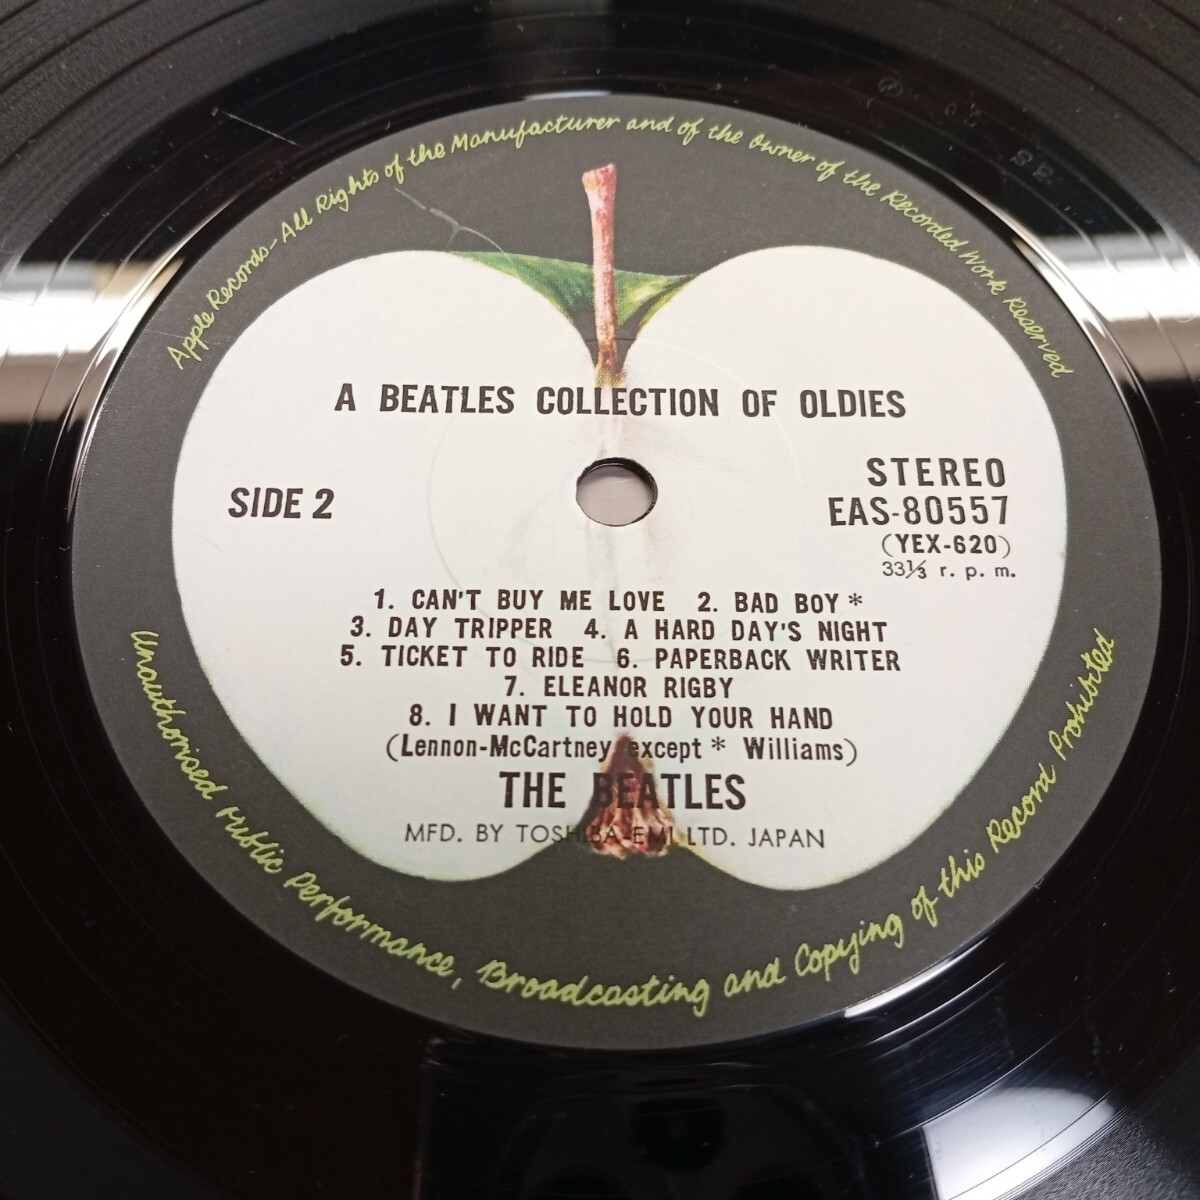 Apple Records-All Rights of the Manufacturer and of the Owner of the Recorded Work Reserved
A BEATLES COLLECTION OF OLDIES
STEREO
SIDE 2
EAS-80557
(YEX-620)
33⅓ r. p. m.
1. CAN'T BUY ME LOVE 2. BAD BOY *
3. DAY TRIPPER 4. A HARD DAY'S NIGHT
5. TICKET TO RIDE 6. PAPERBACK WRITER
7. ELEANOR RIGBY
8. I WANT TO HOLD YOUR HAND
(Lennon-McCartney except * Williams)
THE BEATLES
MFD. BY TOSHIBA-EMI LTD. JAPAN
Unauthorised Public Performance, Broadcasting and Copying of this Record Prohibited